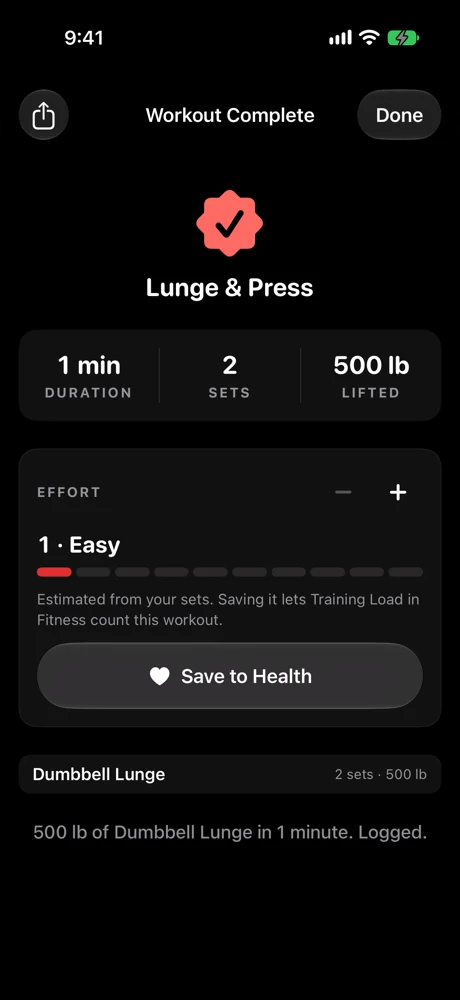 9:41
Workout Complete
Done
Lunge & Press
1 min
DURATION
2
SETS
500 lb
LIFTED
EFFORT
1 · Easy
Estimated from your sets. Saving it lets Training Load in
Fitness count this workout.
Save to Health
Dumbbell Lunge
2 sets · 500 lb
500 lb of Dumbbell Lunge in 1 minute. Logged.